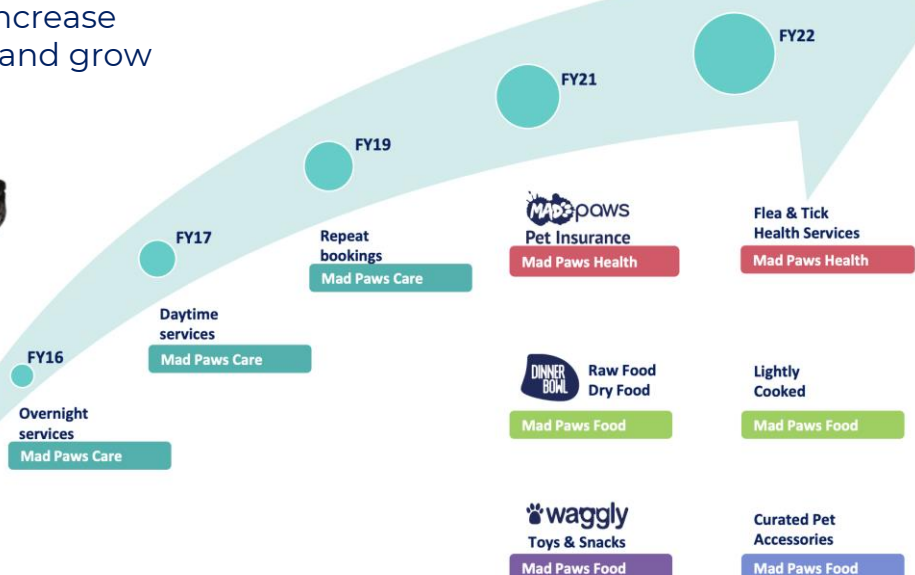 increase
and grow
FY22
FY21
FY19
FY17
FY16
Overnight
services
Mad Paws Care
Daytime
services
Mad Paws Care
Repeat
bookings
Mad Paws Care
MAD paws
Pet Insurance
Mad Paws Health
DINNER
BOWL
Raw Food
Dry Food
Mad Paws Food
waggly
Toys & Snacks
Mad Paws Food
Flea & Tick
Health Services
Mad Paws Health
Lightly
Cooked
Mad Paws Food
Curated Pet
Accessories
Mad Paws Food